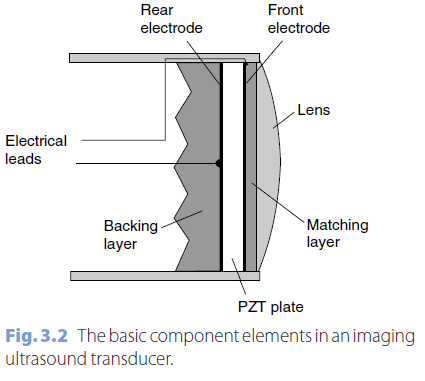 Rear
electrode
Front
electrode
Lens
Electrical
leads
Backing
layer
Matching
layer
PZT plate
Fig. 3.2 The basic component elements in an imaging
ultrasound transducer.